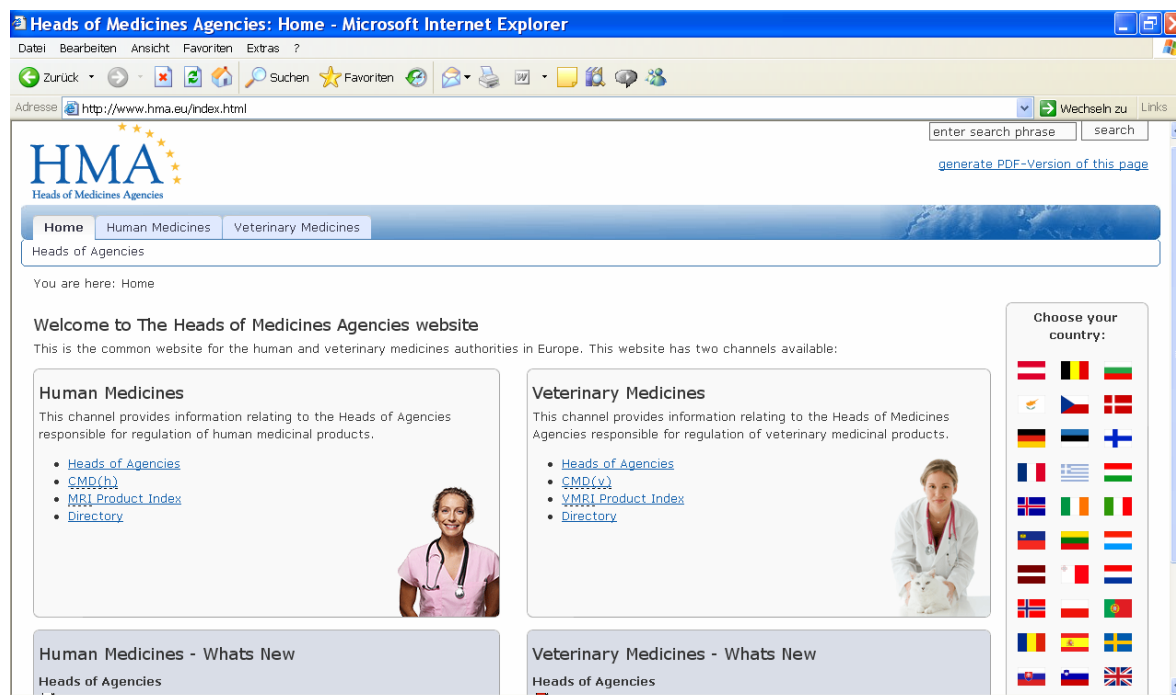 Heads of Medicines Agencies: Home - Microsoft Internet Explorer
Datei Bearbeiten Ansicht Favoriten Extras ?
Zurück Suchen Favoriten
Adresse http://www.hma.eu/index.html Wechseln zu Links
enter search phrase search
HMA
Heads of Medicines Agencies
generate PDF-Version of this page
Home Human Medicines Veterinary Medicines
Heads of Agencies
You are here: Home
Welcome to The Heads of Medicines Agencies website
This is the common website for the human and veterinary medicines authorities in Europe. This website has two channels available:
Human Medicines
This channel provides information relating to the Heads of Agencies
responsible for regulation of human medicinal products.
Heads of Agencies
CMD(h)
MRI Product Index
Directory
Veterinary Medicines
This channel provides information relating to the Heads of Medicines
Agencies responsible for regulation of veterinary medicinal products.
Heads of Agencies
CMD(v)
VMRI Product Index
Directory
Choose your
country:
Human Medicines - Whats New
Heads of Agencies
Veterinary Medicines - Whats New
Heads of Agencies